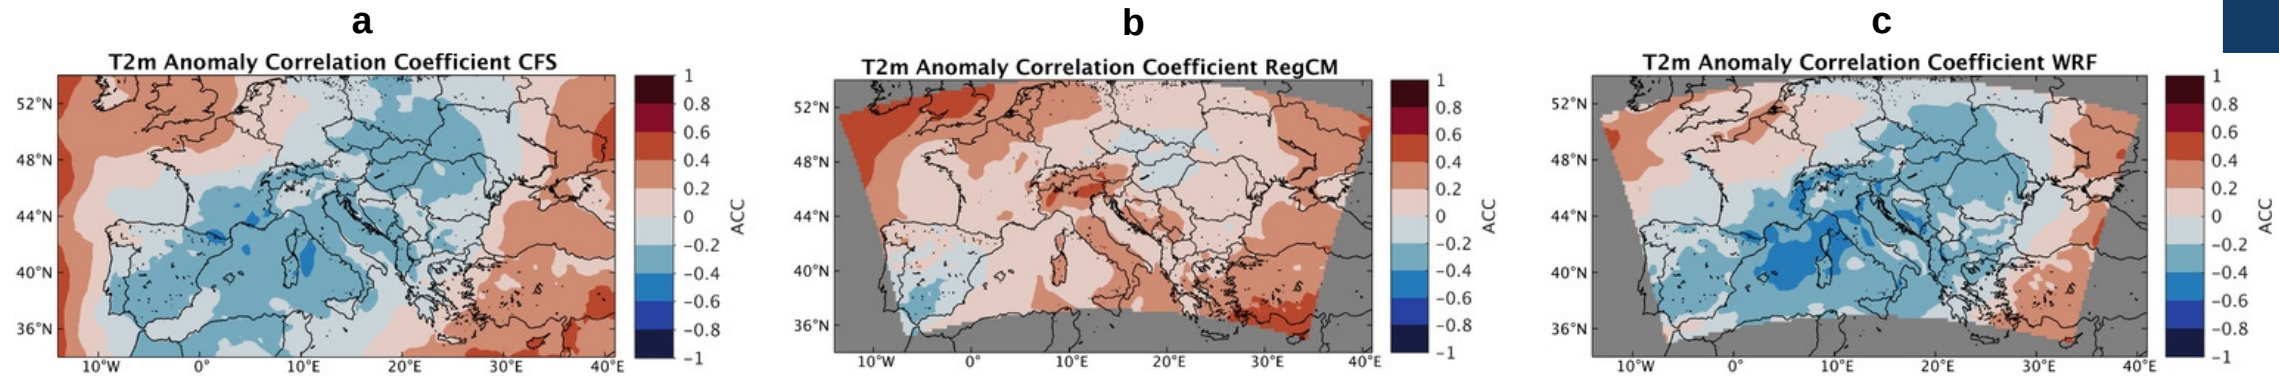 a
b
c
T2m Anomaly Correlation Coefficient CFS
52°N
48°N
44°N
40°N
36°N
10°W 0° 10°E 20°E 30°E 40°E
1
0.8
0.6
0.4
0.2
0
−0.2
−0.4
−0.6
−0.8
−1
ACC
T2m Anomaly Correlation Coefficient RegCM
52°N
48°N
44°N
40°N
36°N
10°W 0° 10°E 20°E 30°E 40°E
1
0.8
0.6
0.4
0.2
0
−0.2
−0.4
−0.6
−0.8
−1
ACC
T2m Anomaly Correlation Coefficient WRF
52°N
48°N
44°N
40°N
36°N
10°W 0° 10°E 20°E 30°E 40°E
1
0.8
0.6
0.4
0.2
0
−0.2
−0.4
−0.6
−0.8
−1
ACC